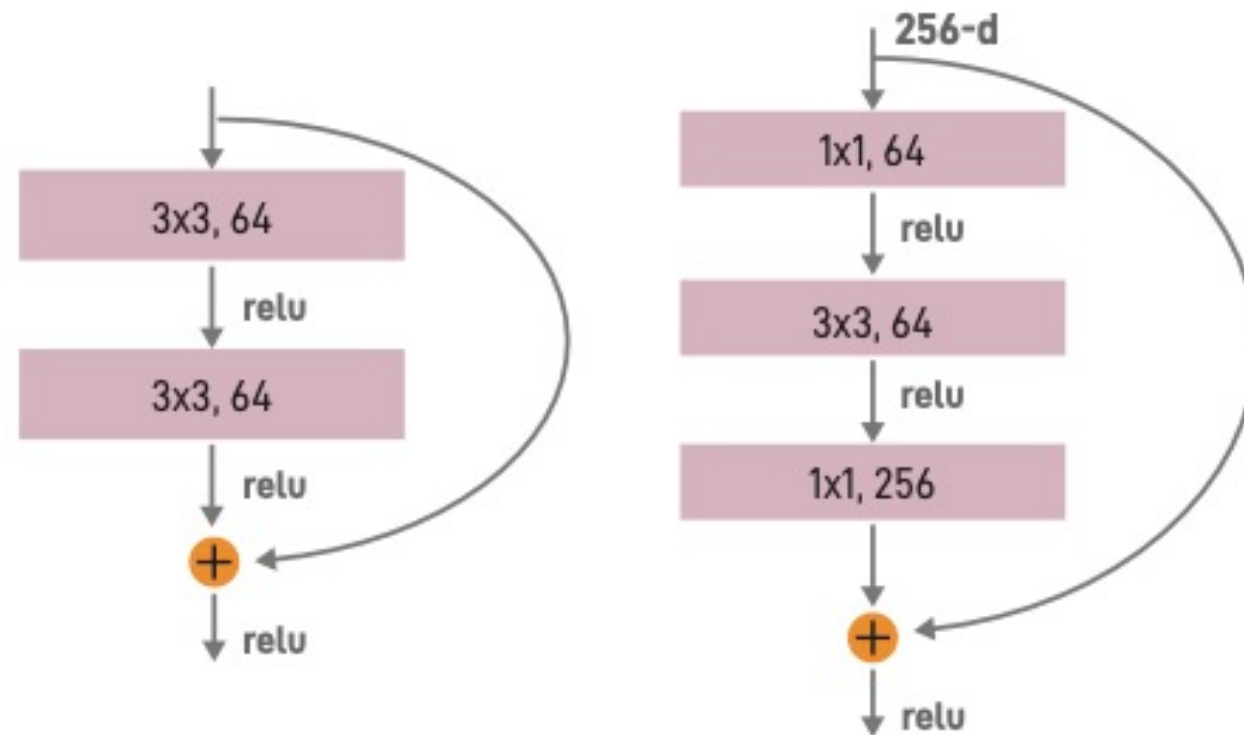 3x3, 64
relu
3x3, 64
relu
+
relu
256-d
1x1, 64
relu
3x3, 64
relu
1x1, 256
+
relu